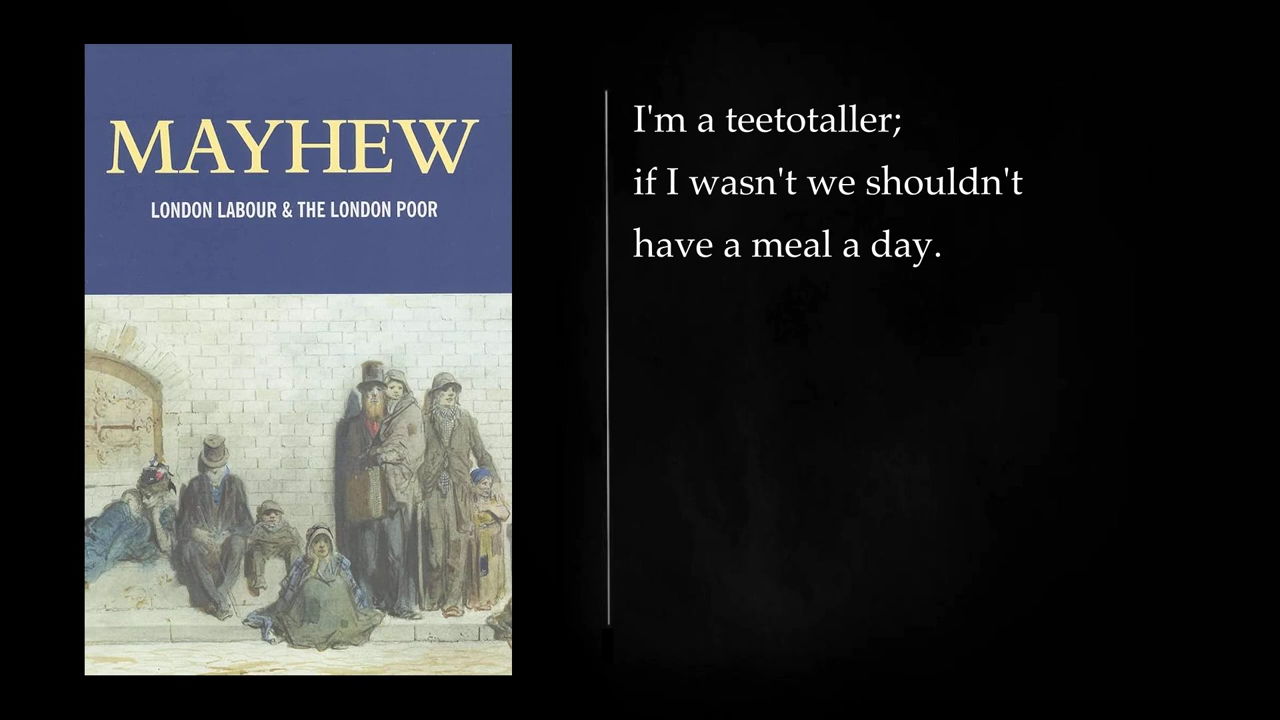 MAYHEW
LONDON LABOUR & THE LONDON POOR
I'm a teetotaller;
if I wasn't we shouldn't
have a meal a day.